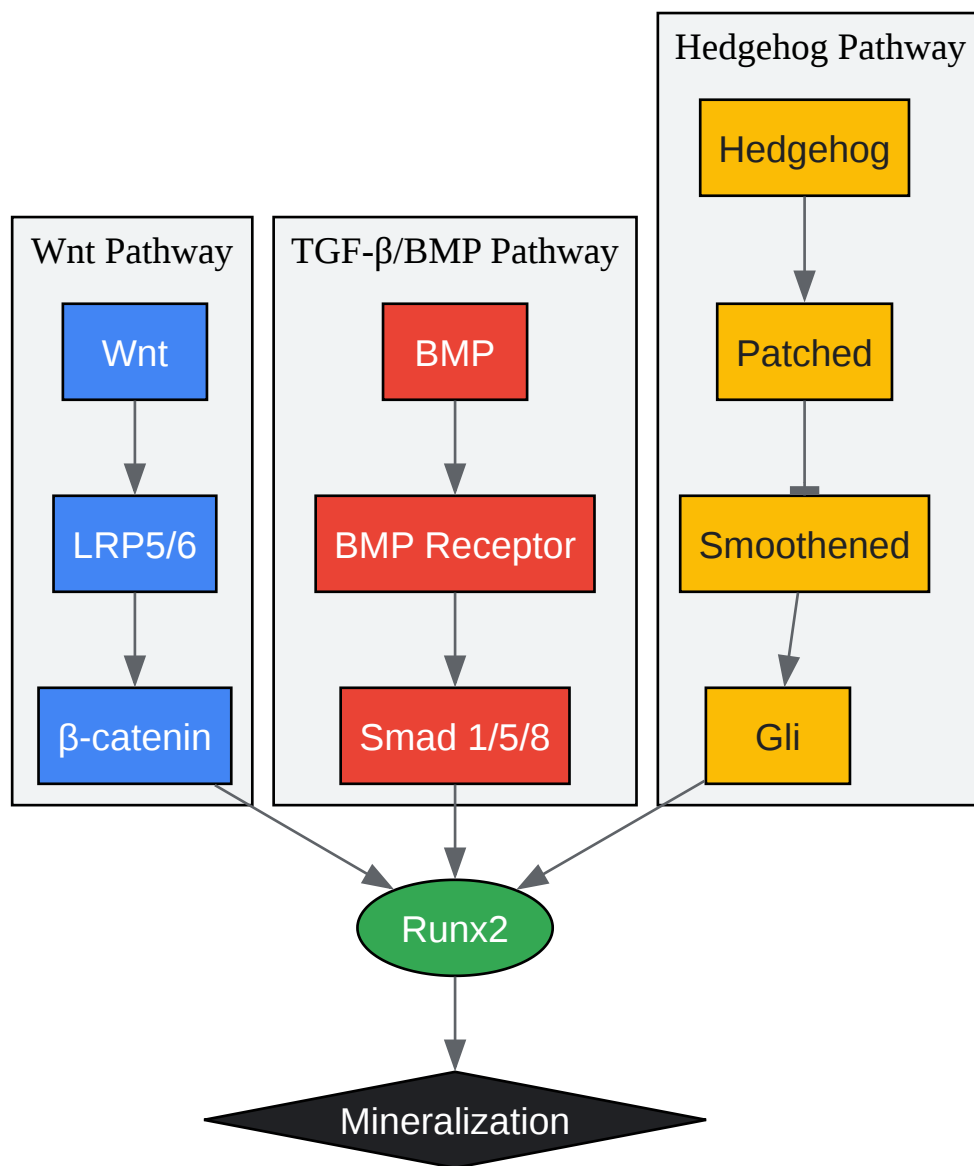 Hedgehog Pathway
Hedgehog
Wnt Pathway
TGF-β/BMP Pathway
Wnt
BMP
Patched
LRP5/6
BMP Receptor
Smoothened
β-catenin
Smad 1/5/8
Gli
Runx2
Mineralization